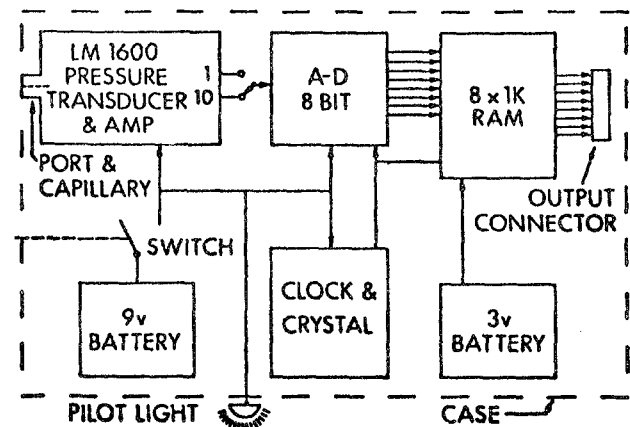 LM 1600
PRESSURE
TRANSDUCER
& AMP
1
10
A-D
8 BIT
8 x 1K
RAM
PORT &
CAPILLARY
OUTPUT
CONNECTOR
SWITCH
9v
BATTERY
CLOCK &
CRYSTAL
3v
BATTERY
PILOT LIGHT
CASE